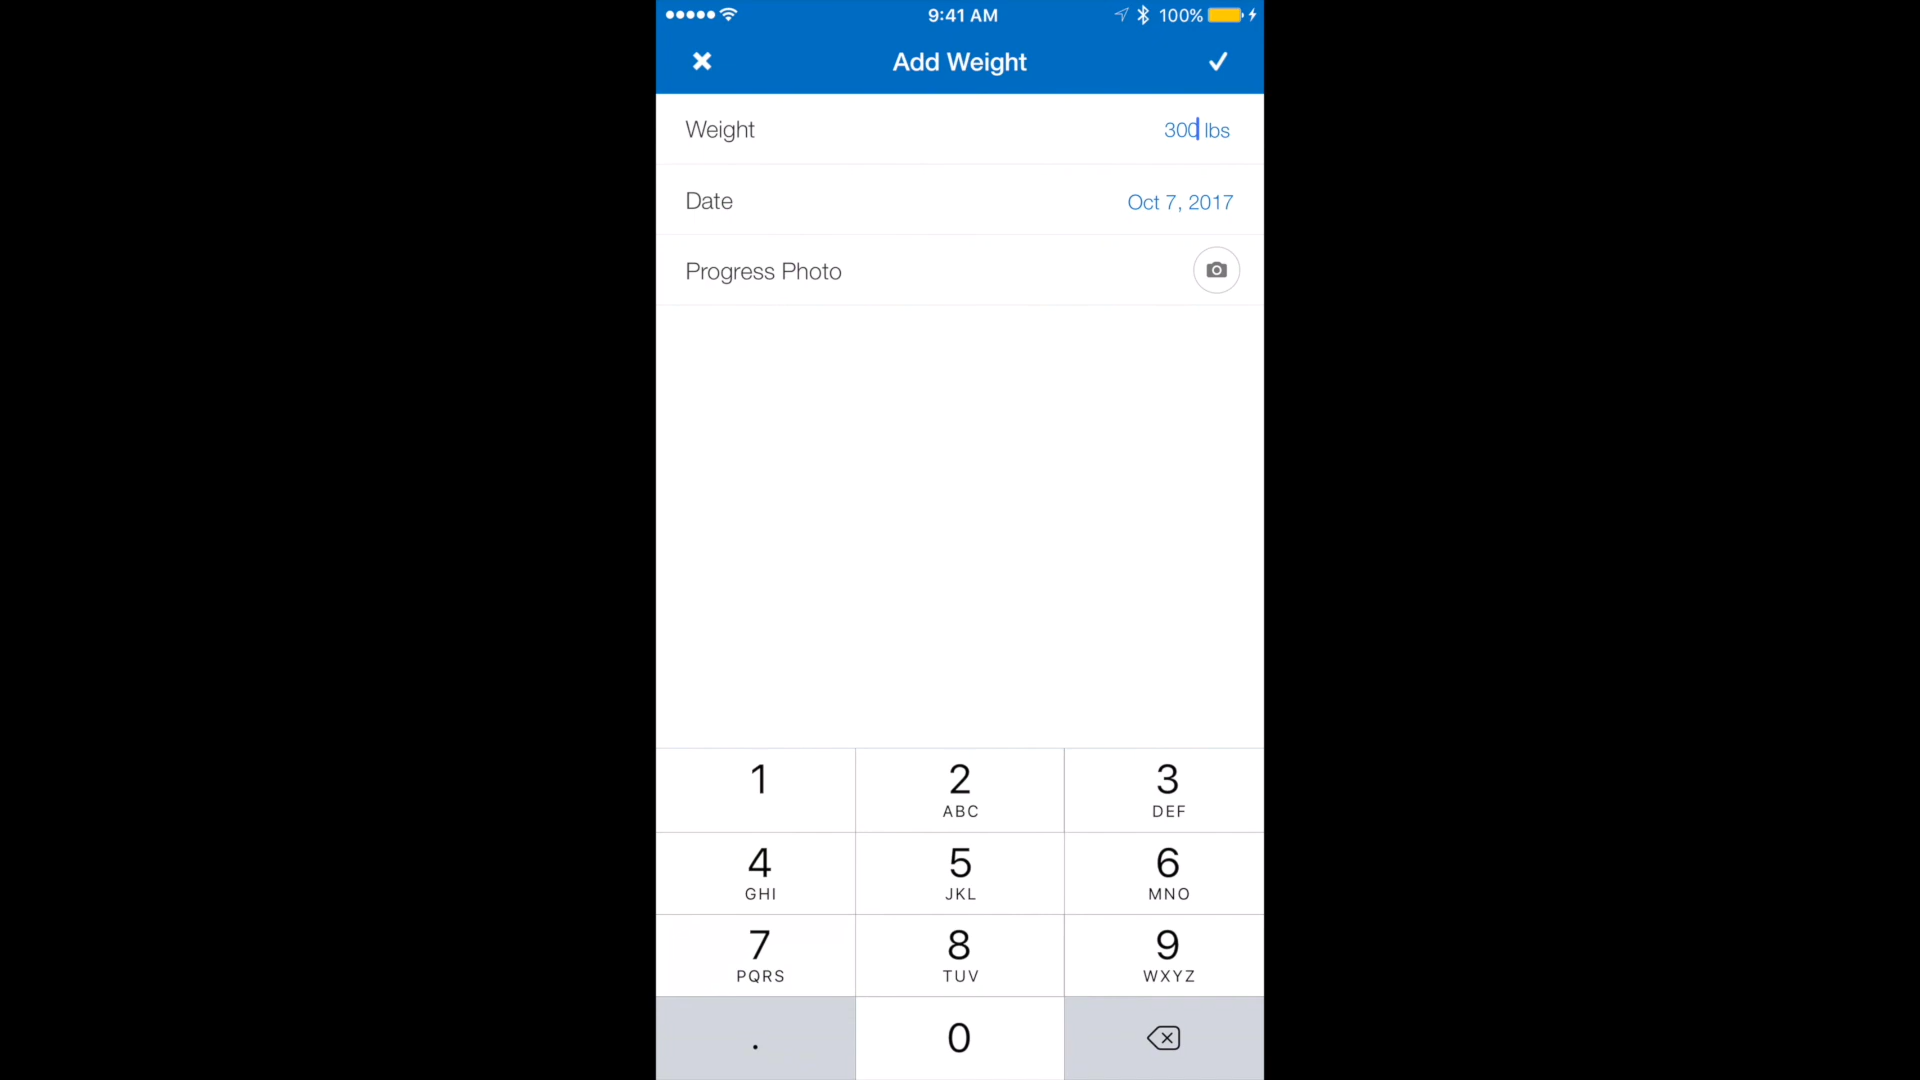 9:41 AM 100%
Add Weight
Weight 300 lbs
Date Oct 7, 2017
Progress Photo
1 2 3
ABC DEF
4 5 6
GHI JKL MNO
7 8 9
PQRS TUV WXYZ
. 0